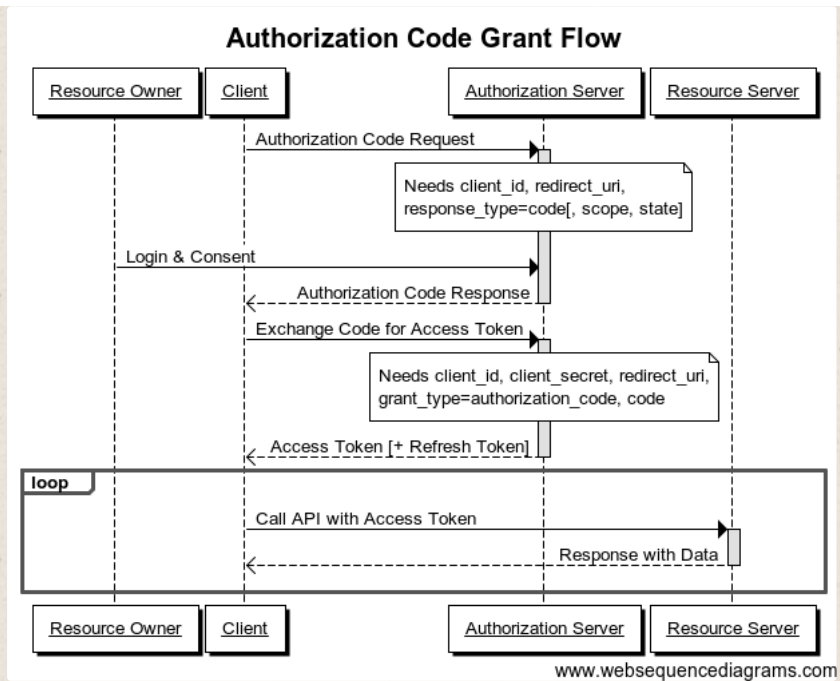 Authorization Code Grant Flow
Resource Owner
Client
Authorization Server
Resource Server
Authorization Code Request
Needs client_id, redirect_uri,
response_type=code[, scope, state]
Login & Consent
Authorization Code Response
Exchange Code for Access Token
Needs client_id, client_secret, redirect_uri,
grant_type=authorization_code, code
Access Token [+ Refresh Token]
loop
Call API with Access Token
Response with Data
Resource Owner
Client
Authorization Server
Resource Server
www.websequencediagrams.com